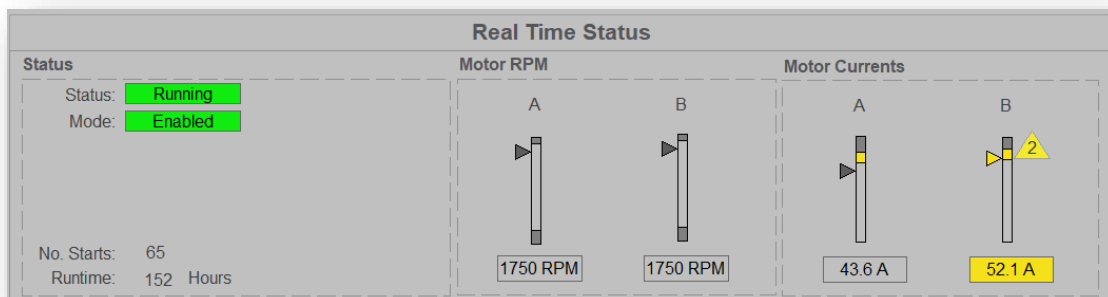 Real Time Status
Status
Status: Running
Mode: Enabled
No. Starts: 65
Runtime: 152 Hours
Motor RPM
A B
1750 RPM 1750 RPM
Motor Currents
A B
2
43.6 A 52.1 A